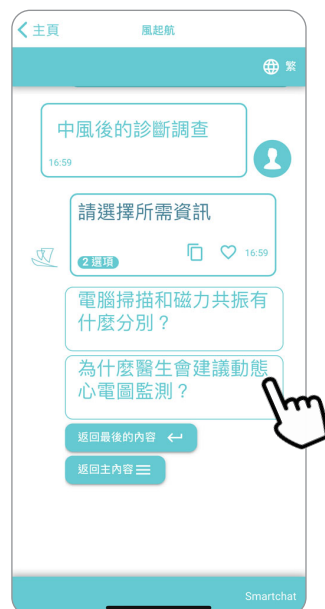 主頁
風起航
繁
中風後的診斷調查
16:59
請選擇所需資訊
2 選項
16:59
電腦掃描和磁力共振有
什麼分別？
為什麼醫生會建議動態
心電圖監測？
返回最後的內容
返回主內容
Smartchat